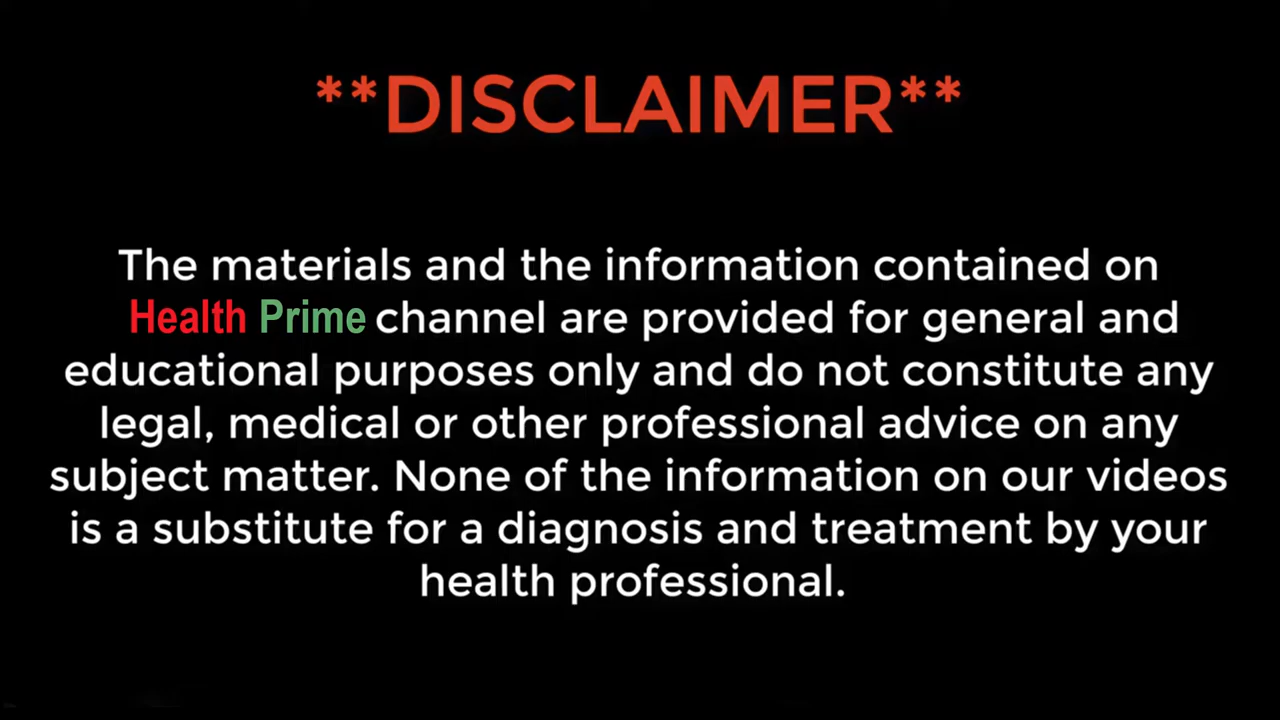 **DISCLAIMER**
The materials and the information contained on
Health Prime channel are provided for general and
educational purposes only and do not constitute any
legal, medical or other professional advice on any
subject matter. None of the information on our videos
is a substitute for a diagnosis and treatment by your
health professional.